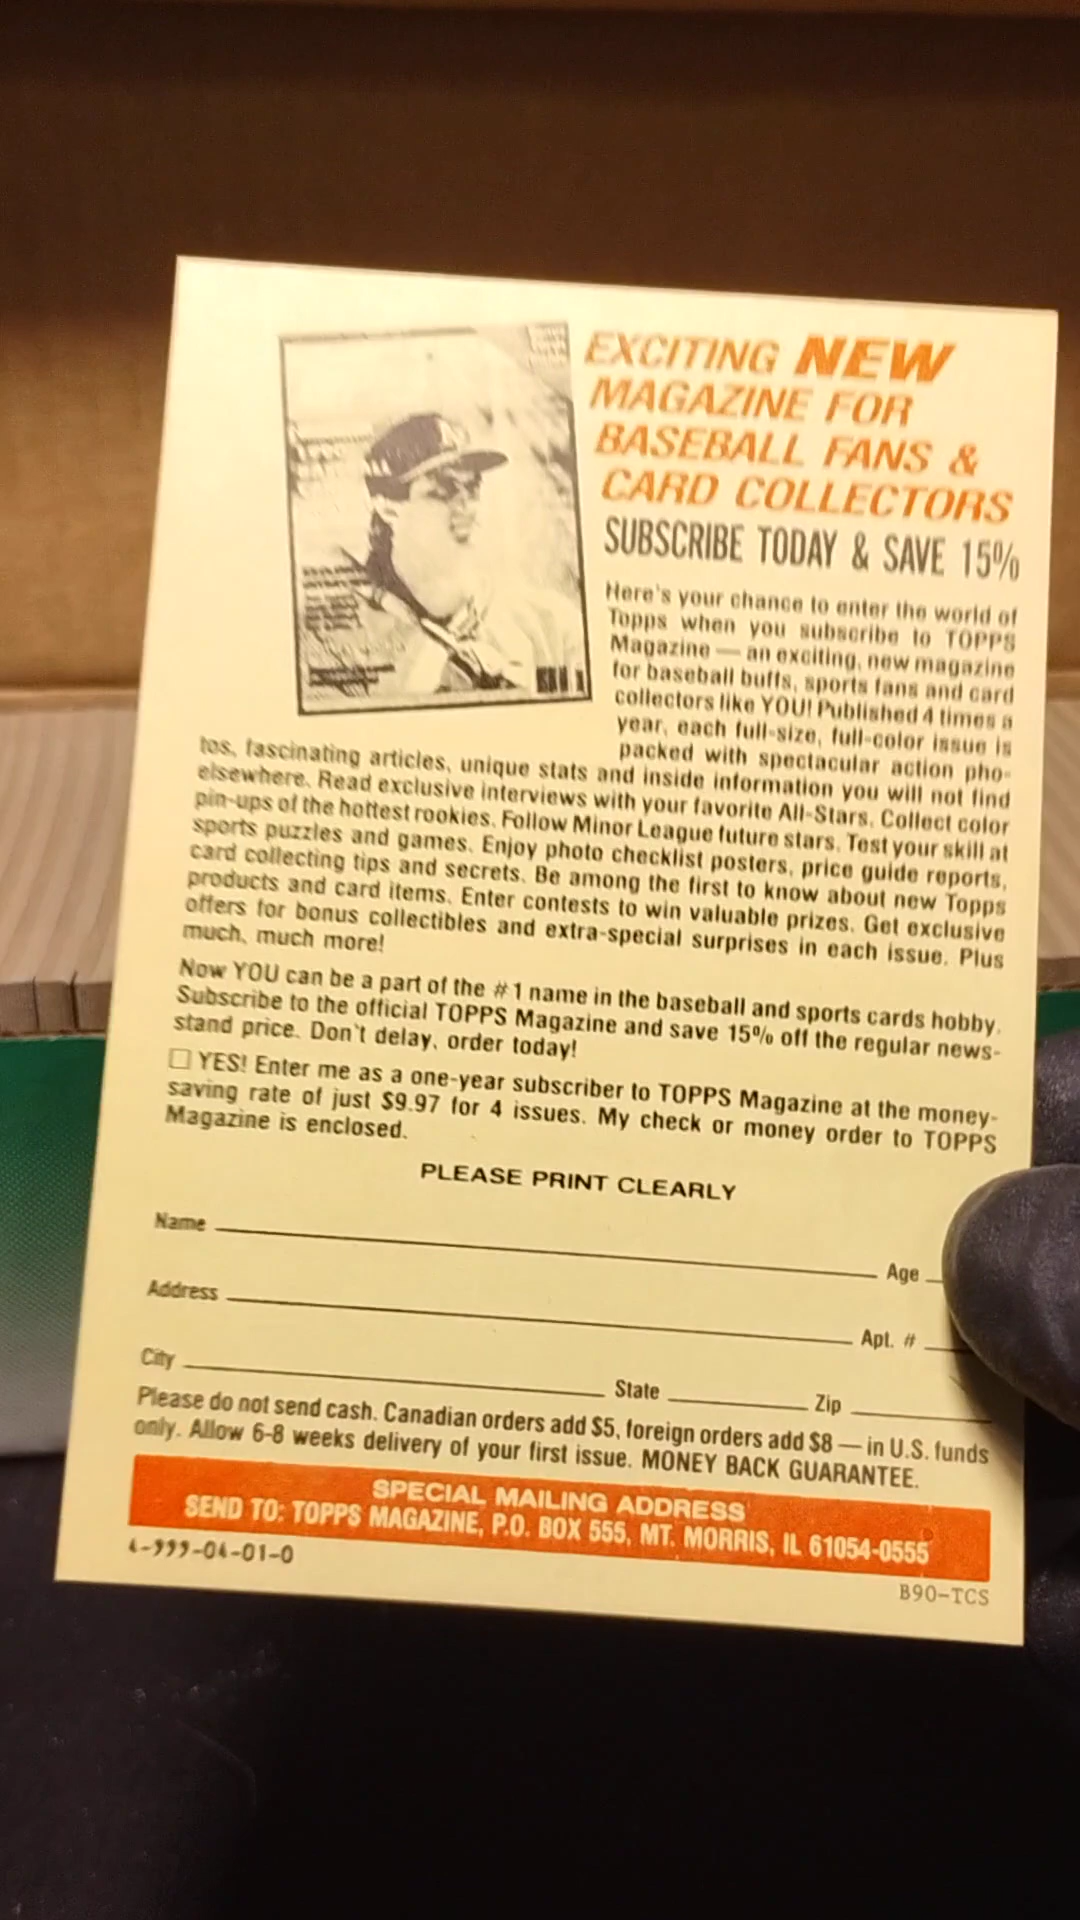 EXCITING NEW
MAGAZINE FOR
BASEBALL FANS &
CARD COLLECTORS
SUBSCRIBE TODAY & SAVE 15%
Here's your chance to enter the world of
Topps when you subscribe to TOPPS
Magazine — an exciting, new magazine
for baseball buffs, sports fans and card
collectors like YOU! Published 4 times a
year, each full-size, full-color issue is
packed with spectacular action pho-
tos, fascinating articles, unique stats and inside information you will not find
elsewhere. Read exclusive interviews with your favorite All-Stars. Collect color
pin-ups of the hottest rookies. Follow Minor League future stars. Test your skill at
sports puzzles and games. Enjoy photo checklist posters, price guide reports,
card collecting tips and secrets. Be among the first to know about new Topps
products and card items. Enter contests to win valuable prizes. Get exclusive
offers for bonus collectibles and extra-special surprises in each issue. Plus
much, much more!
Now YOU can be a part of the #1 name in the baseball and sports cards hobby.
Subscribe to the official TOPPS Magazine and save 15% off the regular news-
stand price. Don't delay, order today!
☐ YES! Enter me as a one-year subscriber to TOPPS Magazine at the money-
saving rate of just $9.97 for 4 issues. My check or money order to TOPPS
Magazine is enclosed.
PLEASE PRINT CLEARLY
Name Age
Address Apt. #
City State Zip
Please do not send cash. Canadian orders add $5, foreign orders add $8 — in U.S. funds
only. Allow 6-8 weeks delivery of your first issue. MONEY BACK GUARANTEE.
SPECIAL MAILING ADDRESS
SEND TO: TOPPS MAGAZINE, P.O. BOX 555, MT. MORRIS, IL 61054-0555
4-999-04-01-0
B90-TCS